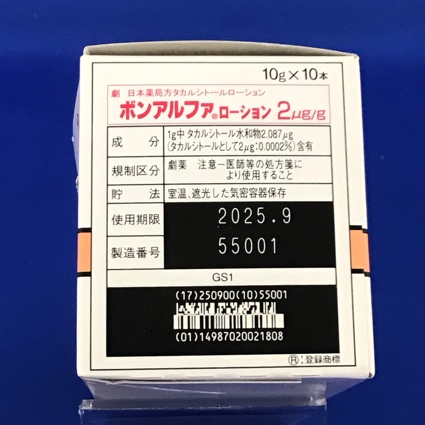 10g×10本
劇 日本薬局方タカルシトールローション
ボンアルファ®ローション 2μg/g
成分 1g中 タカルシトール水和物2.087μg
(タカルシトールとして2μg:0.0002%)含有
規制区分 劇薬 注意-医師等の処方箋に
より使用すること
貯法 室温、遮光した気密容器保存
使用期限 2025.9
製造番号 55001
GS1
(17)250900(10)55001
(01)14987020021808
®:登録商標